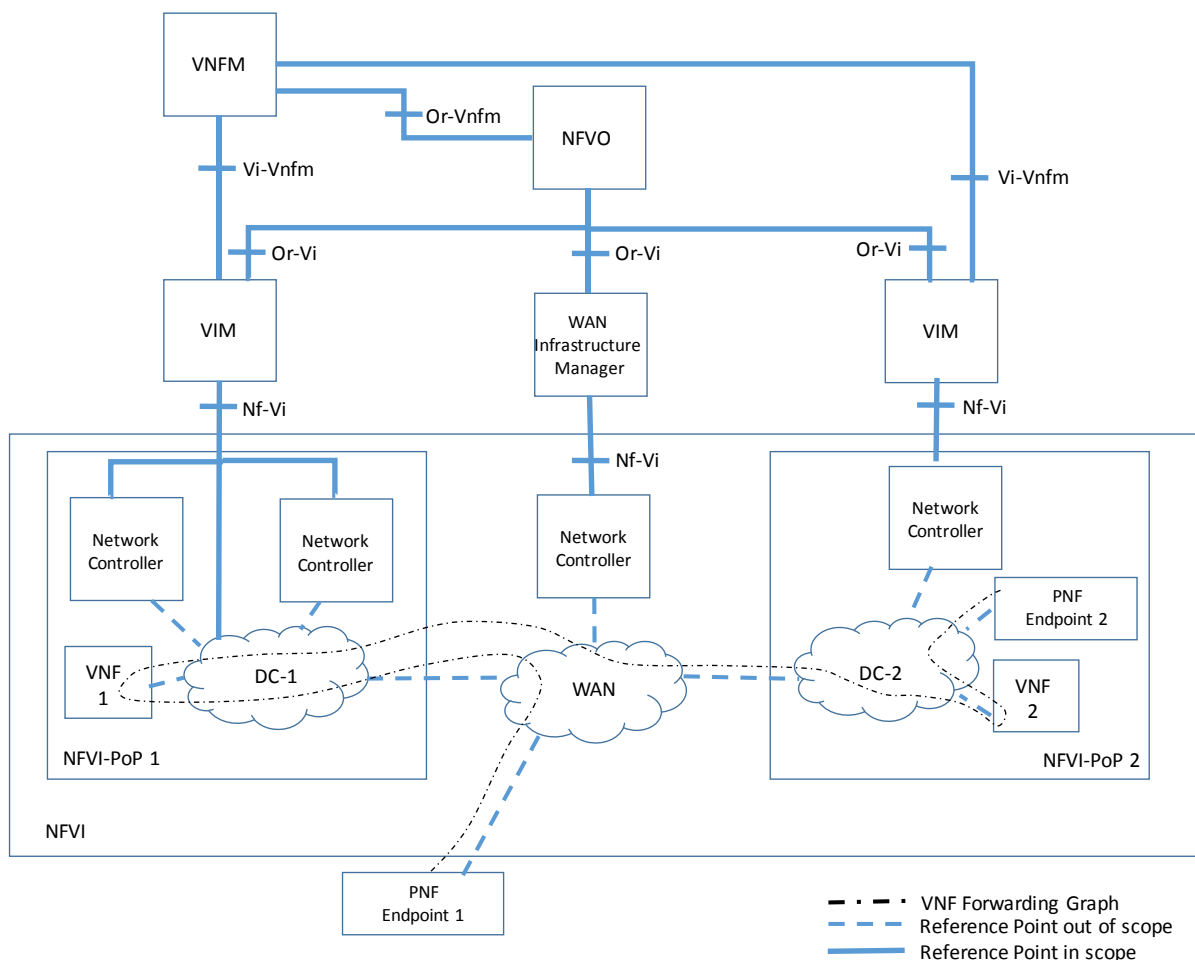 VNFM
Or-Vnfm
NFVO
Vi-Vnfm
Vi-Vnfm
Or-Vi
Or-Vi
Or-Vi
VIM
WAN
Infrastructure
Manager
VIM
Nf-Vi
Nf-Vi
Nf-Vi
Network
Controller
Network
Controller
Network
Controller
Network
Controller
PNF
Endpoint 2
VNF
1
DC-1
WAN
DC-2
VNF
2
NFVI-PoP 1
NFVI-PoP 2
NFVI
PNF
Endpoint 1
VNF Forwarding Graph
Reference Point out of scope
Reference Point in scope